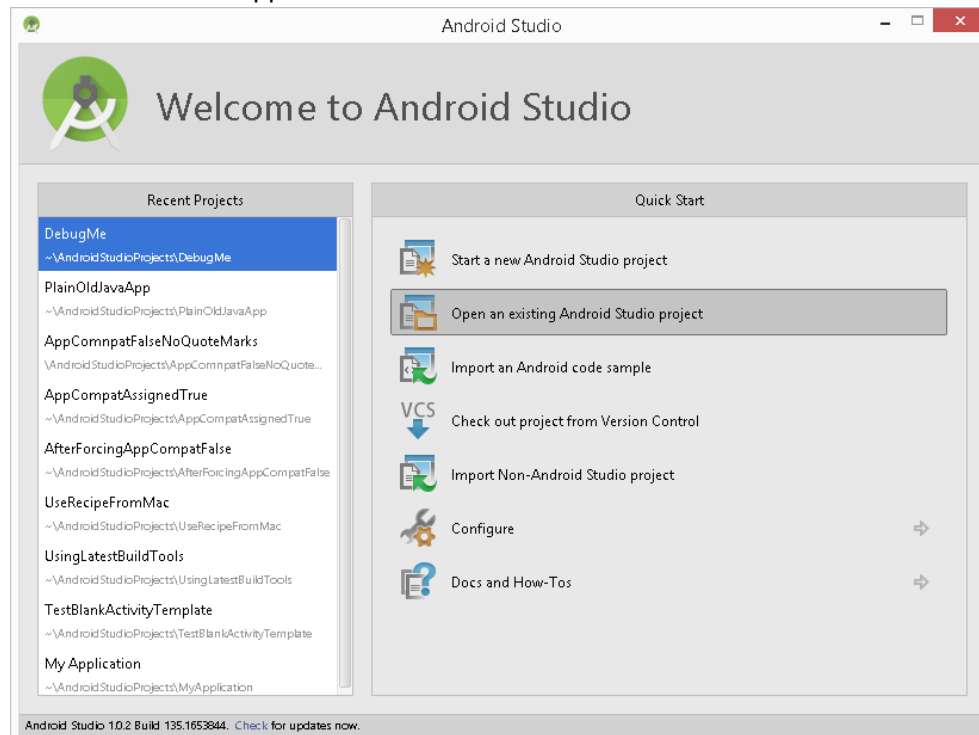 Android Studio
Welcome to Android Studio
Recent Projects
DebugMe
~\AndroidStudioProjects\DebugMe
PlainOldJavaApp
~\AndroidStudioProjects\PlainOldJavaApp
AppComnpatFalseNoQuoteMarks
\AndroidStudioProjects\AppComnpatFalseNoQuote...
AppCompatAssignedTrue
~\AndroidStudioProjects\AppCompatAssignedTrue
AfterForcingAppCompatFalse
~\AndroidStudioProjects\AfterForcingAppCompatFalse
UseRecipeFromMac
~\AndroidStudioProjects\UseRecipeFromMac
UsingLatestBuildTools
~\AndroidStudioProjects\UsingLatestBuildTools
TestBlankActivityTemplate
~\AndroidStudioProjects\TestBlankActivityTemplate
My Application
~\AndroidStudioProjects\MyApplication
Quick Start
Start a new Android Studio project
Open an existing Android Studio project
Import an Android code sample
VCS
Check out project from Version Control
Import Non-Android Studio project
Configure
Docs and How-Tos
Android Studio 1.0.2 Build 135.1653844. Check for updates now.